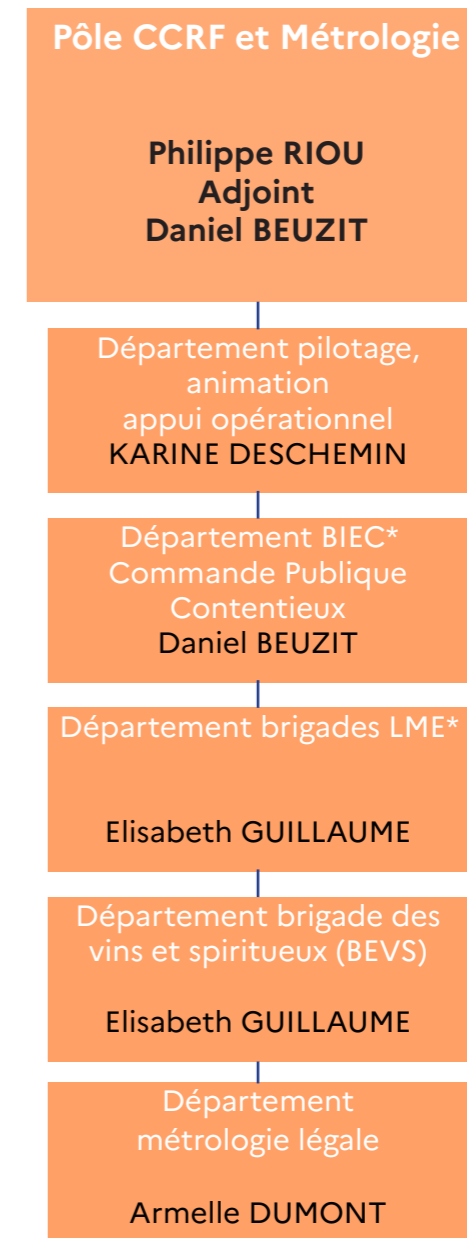 Pôle CCRF et Métrologie
Philippe RIOU
Adjoint
Daniel BEUZIT
Département pilotage,
animation
appui opérationnel
KARINE DESCHEMIN
Département BIEC*
Commande Publique
Contentieux
Daniel BEUZIT
Département brigades LME*
Elisabeth GUILLAUME
Département brigade des
vins et spiritueux (BEVS)
Elisabeth GUILLAUME
Département
métrologie légale
Armelle DUMONT